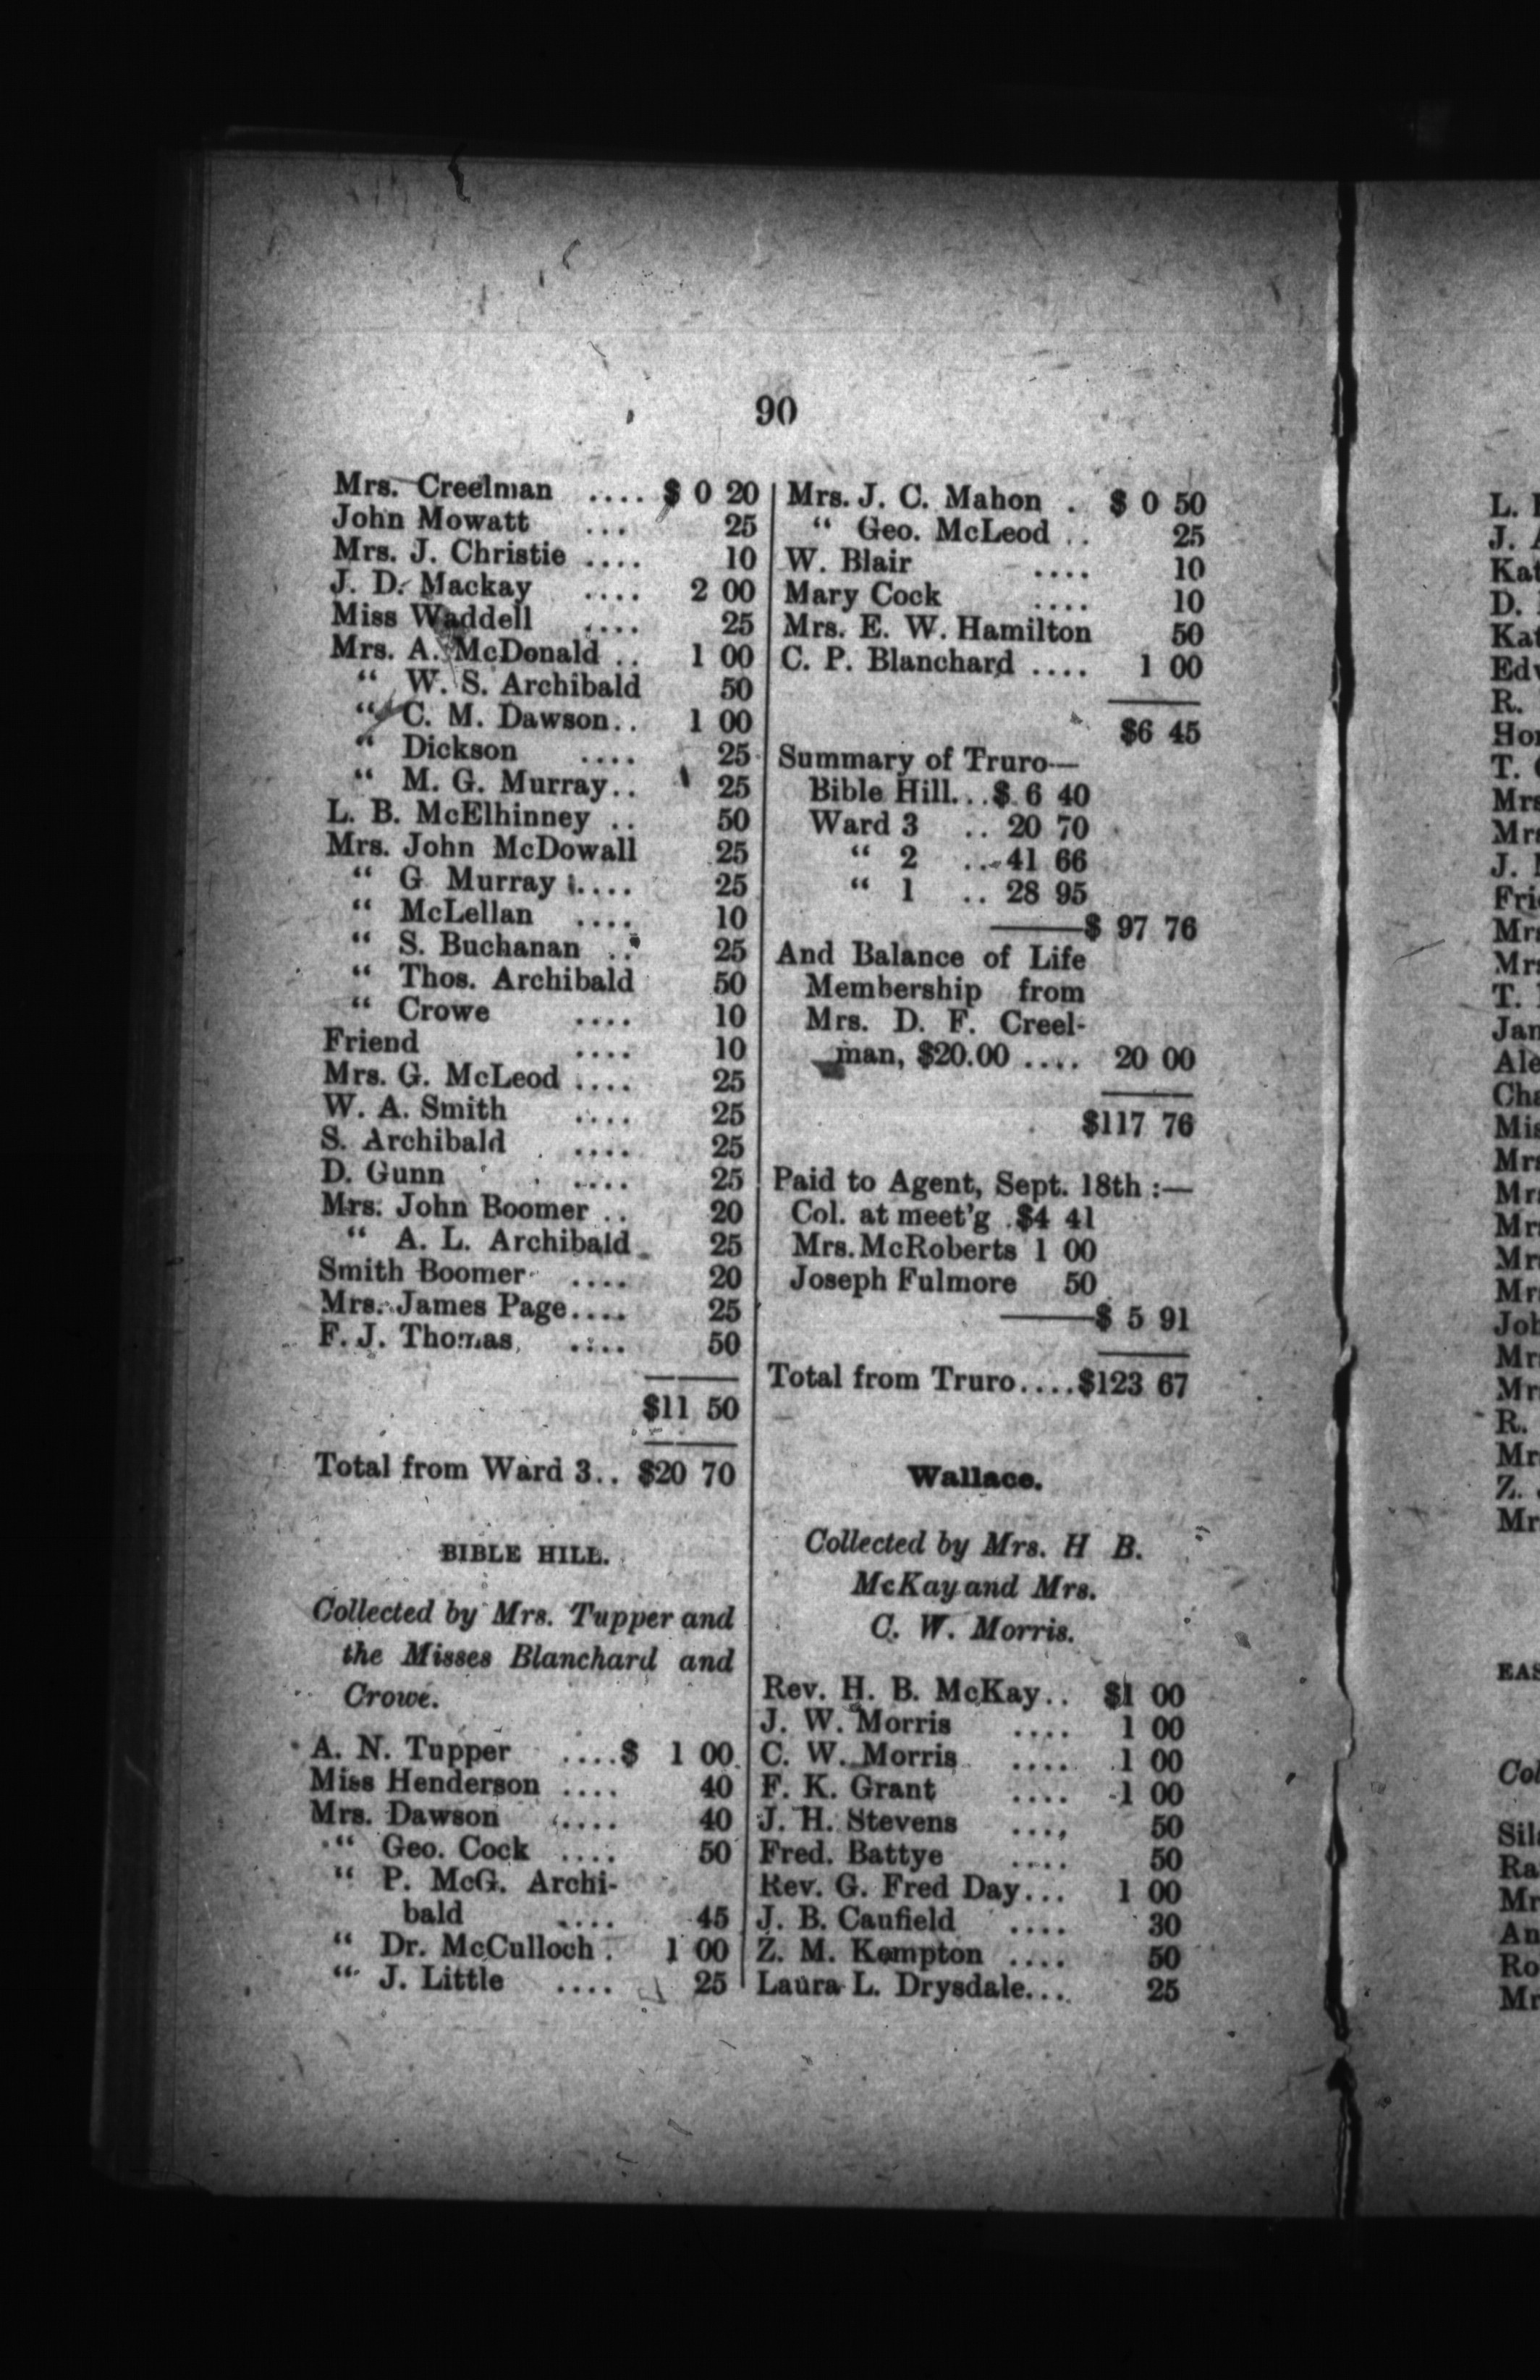 90
Mrs. Creelman .... $ 0 20
John Mowatt ... 25
Mrs. J. Christie .... 10
J. D. Mackay .... 2 00
Miss Waddell .... 25
Mrs. A. McDonald .. 1 00
“ W. S. Archibald 50
“ C. M. Dawson.. 1 00
“ Dickson .... 25
“ M. G. Murray.. 25
L. B. McElhinney .. 50
Mrs. John McDowall 25
“ G Murray .... 25
“ McLellan .... 10
“ S. Buchanan .. 25
“ Thos. Archibald 50
“ Crowe .... 10
Friend .... 10
Mrs. G. McLeod .... 25
W. A. Smith .... 25
S. Archibald .... 25
D. Gunn .... 25
Mrs. John Boomer .. 20
“ A. L. Archibald 25
Smith Boomer .... 20
Mrs. James Page.... 25
F. J. Thomas .... 50
$11 50
Total from Ward 3.. $20 70
BIBLE HILL.
Collected by Mrs. Tupper and
the Misses Blanchard and
Crowe.
A. N. Tupper ....$ 1 00
Miss Henderson .... 40
Mrs. Dawson .... 40
“ Geo. Cock .... 50
“ P. McG. Archi-
bald .... 45
“ Dr. McCulloch . 1 00
“ J. Little .... 25
Mrs. J. C. Mahon . $ 0 50
“ Geo. McLeod .. 25
W. Blair .... 10
Mary Cock .... 10
Mrs. E. W. Hamilton 50
C. P. Blanchard .... 1 00
$6 45
Summary of Truro—
Bible Hill...$ 6 40
Ward 3 .. 20 70
“ 2 ... 41 66
“ 1 .. 28 95
——$ 97 76
And Balance of Life
Membership from
Mrs. D. F. Creel-
man, $20.00 .... 20 00
$117 76
Paid to Agent, Sept. 18th :—
Col. at meet'g .$4 41
Mrs. McRoberts 1 00
Joseph Fulmore 50
——$ 5 91
Total from Truro....$123 67
Wallace.
Collected by Mrs. H B.
McKay and Mrs.
C. W. Morris.
Rev. H. B. McKay.. $1 00
J. W. Morris .... 1 00
C. W. Morris .... 1 00
F. K. Grant .... 1 00
J. H. Stevens .... 50
Fred. Battye .... 50
Rev. G. Fred Day... 1 00
J. B. Caufield .... 30
Z. M. Kempton .... 50
Laura L. Drysdale... 25